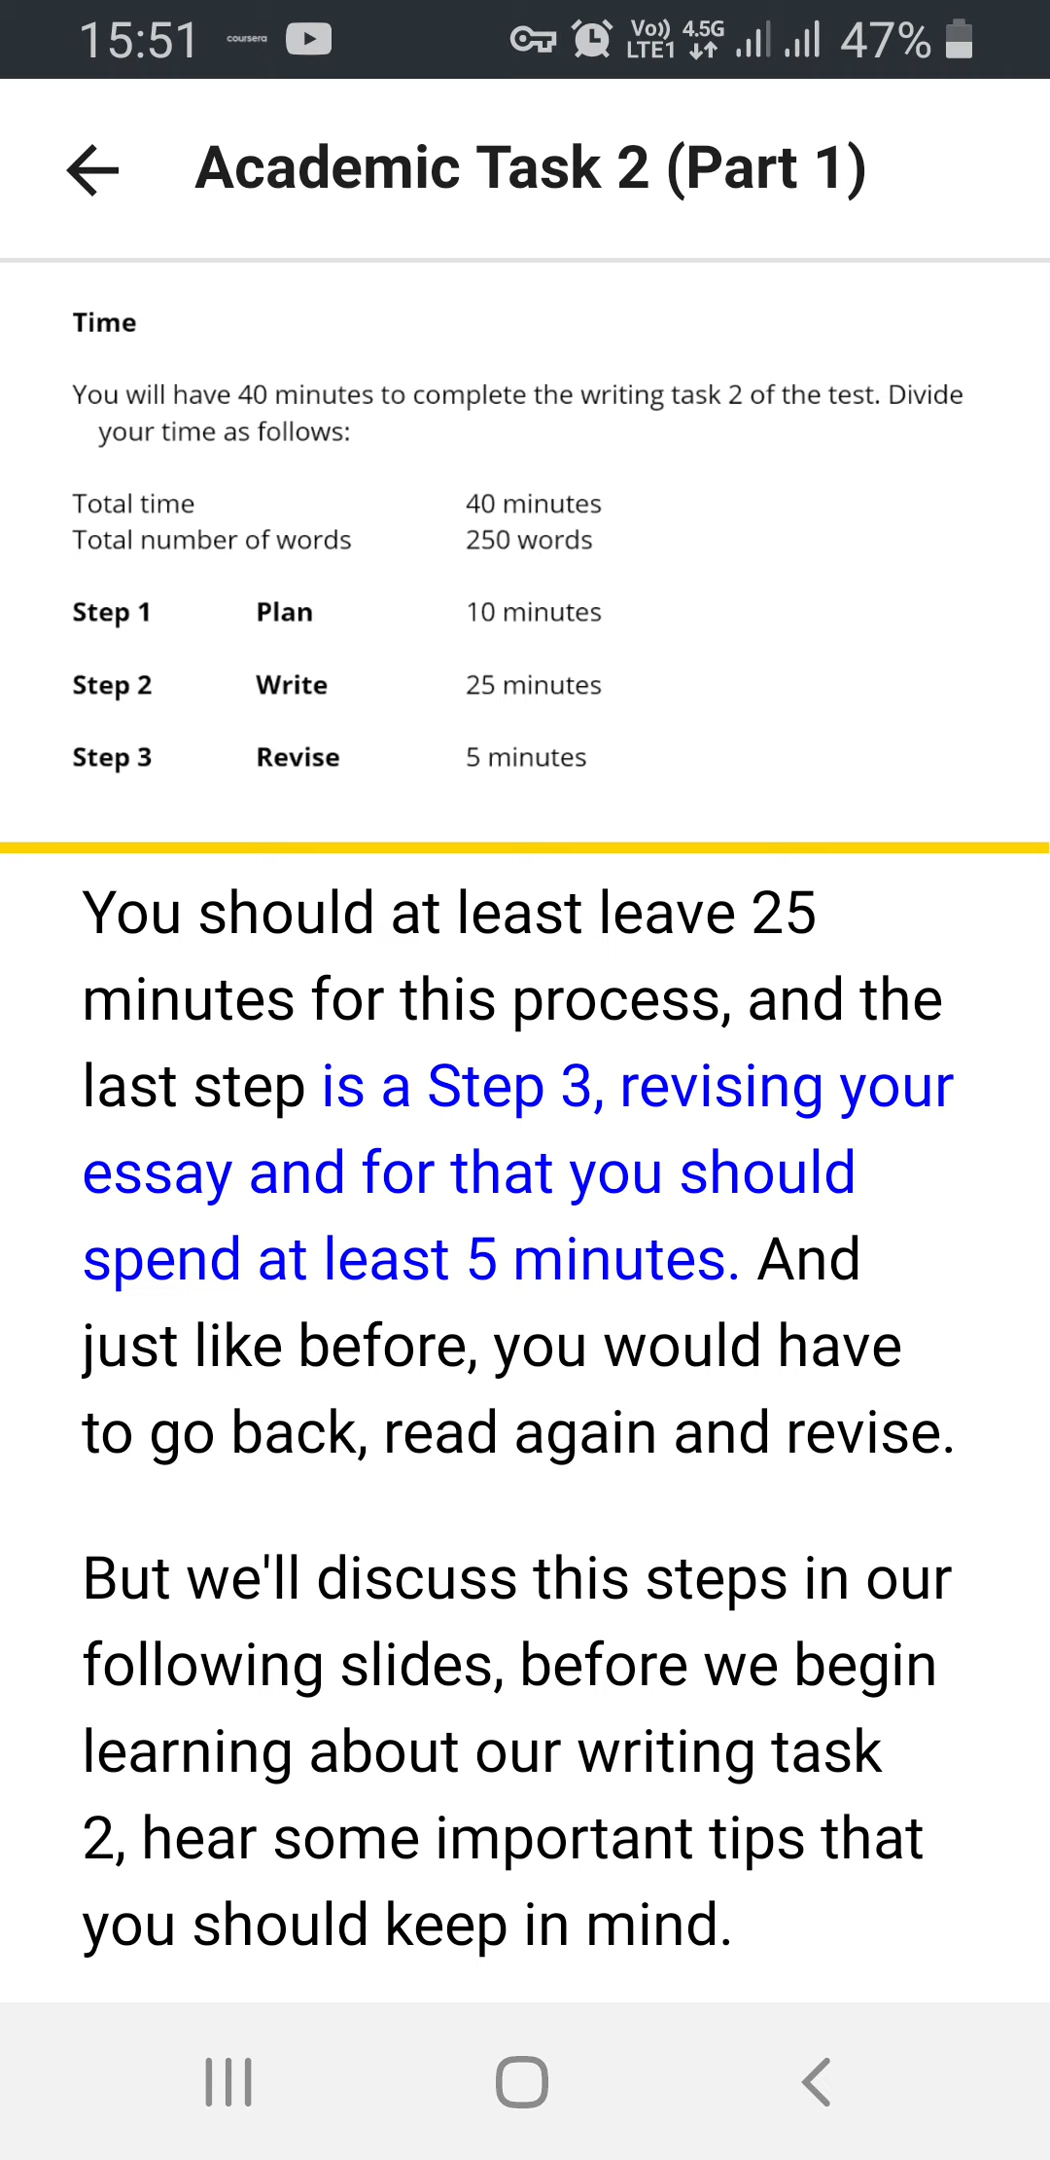 15:51 coursera Vo)) LTE1 4.5G 47%
Academic Task 2 (Part 1)
Time
You will have 40 minutes to complete the writing task 2 of the test. Divide
your time as follows:
Total time 40 minutes
Total number of words 250 words
Step 1 Plan 10 minutes
Step 2 Write 25 minutes
Step 3 Revise 5 minutes
You should at least leave 25
minutes for this process, and the
last step is a Step 3, revising your
essay and for that you should
spend at least 5 minutes. And
just like before, you would have
to go back, read again and revise.
But we'll discuss this steps in our
following slides, before we begin
learning about our writing task
2, hear some important tips that
you should keep in mind.